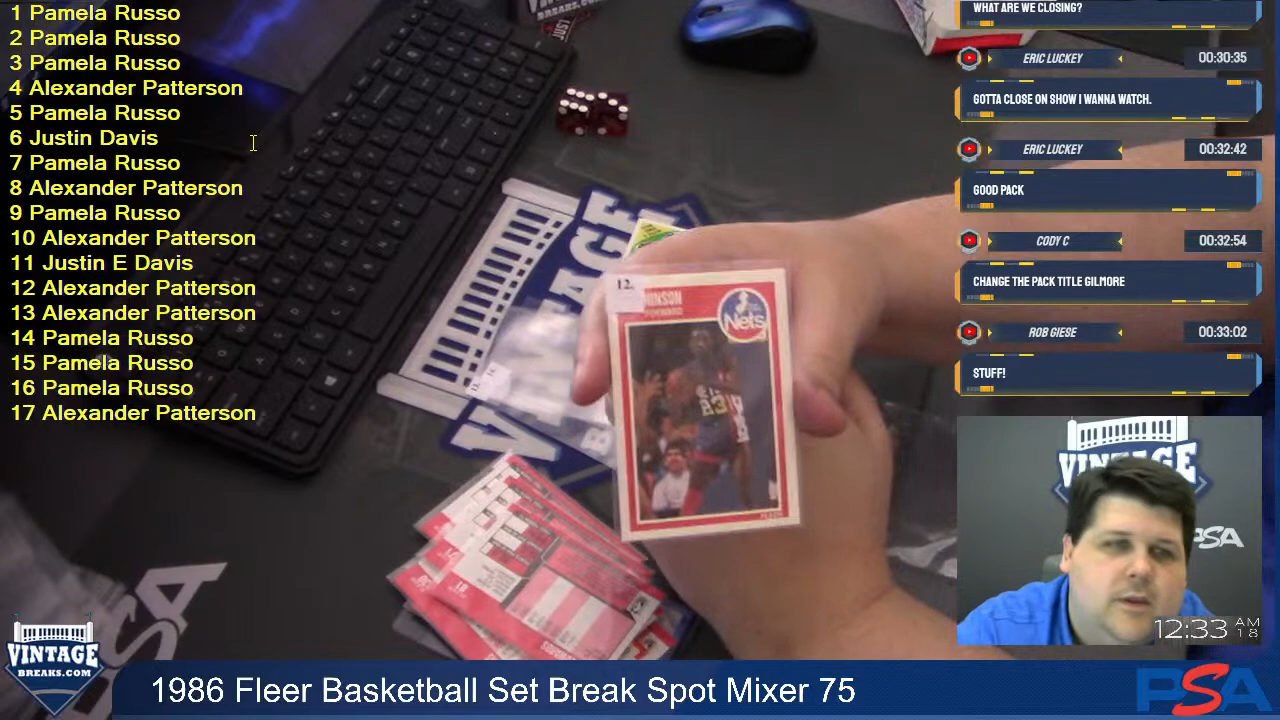 1 Pamela Russo
2 Pamela Russo
3 Pamela Russo
4 Alexander Patterson
5 Pamela Russo
6 Justin Davis
7 Pamela Russo
8 Alexander Patterson
9 Pamela Russo
10 Alexander Patterson
11 Justin E Davis
12 Alexander Patterson
13 Alexander Patterson
14 Pamela Russo
15 Pamela Russo
16 Pamela Russo
17 Alexander Patterson
BREAKS.COM
12.
Nets
FLEER
WHAT ARE WE CLOSING?
ERIC LUCKEY
00:30:35
GOTTA CLOSE ON SHOW I WANNA WATCH.
ERIC LUCKEY
00:32:42
GOOD PACK
CODY C
00:32:54
CHANGE THE PACK TITLE GILMORE
ROB GIESE
00:33:02
STUFF!
VINTAGE
PSA
12:33 AM
18
VINTAGE
BREAKS.COM
1986 Fleer Basketball Set Break Spot Mixer 75
PSA